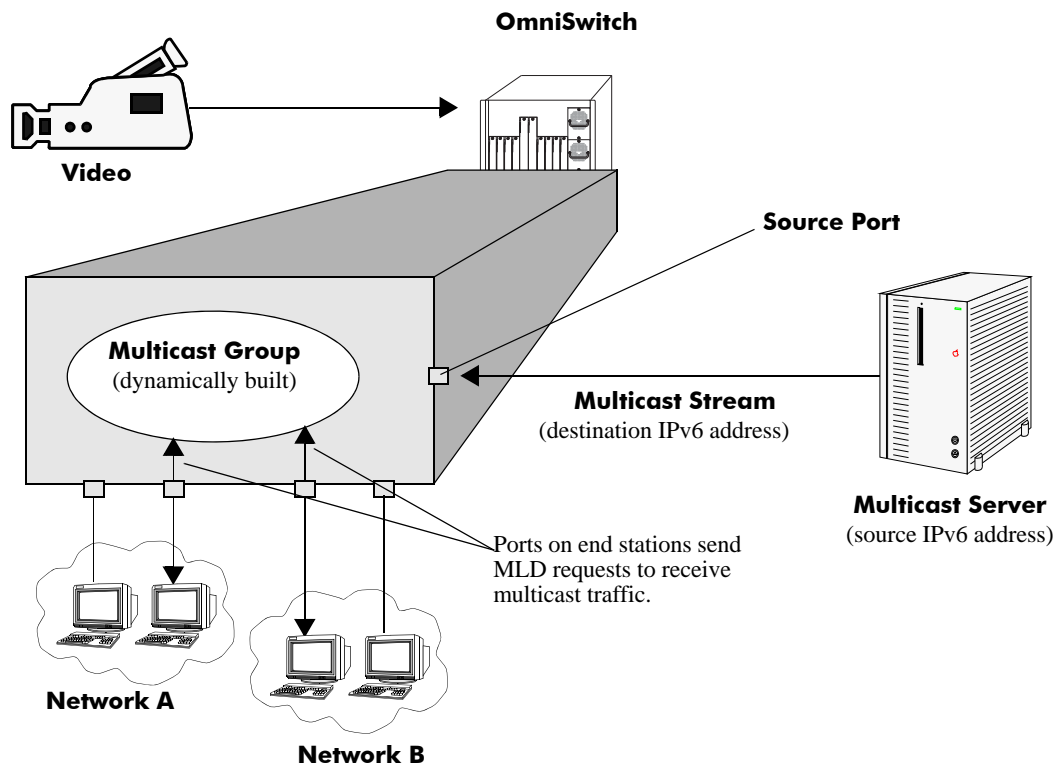 OmniSwitch
Video
Source Port
Multicast Group
(dynamically built)
Multicast Stream
(destination IPv6 address)
Multicast Server
(source IPv6 address)
Ports on end stations send
MLD requests to receive
multicast traffic.
Network A
Network B